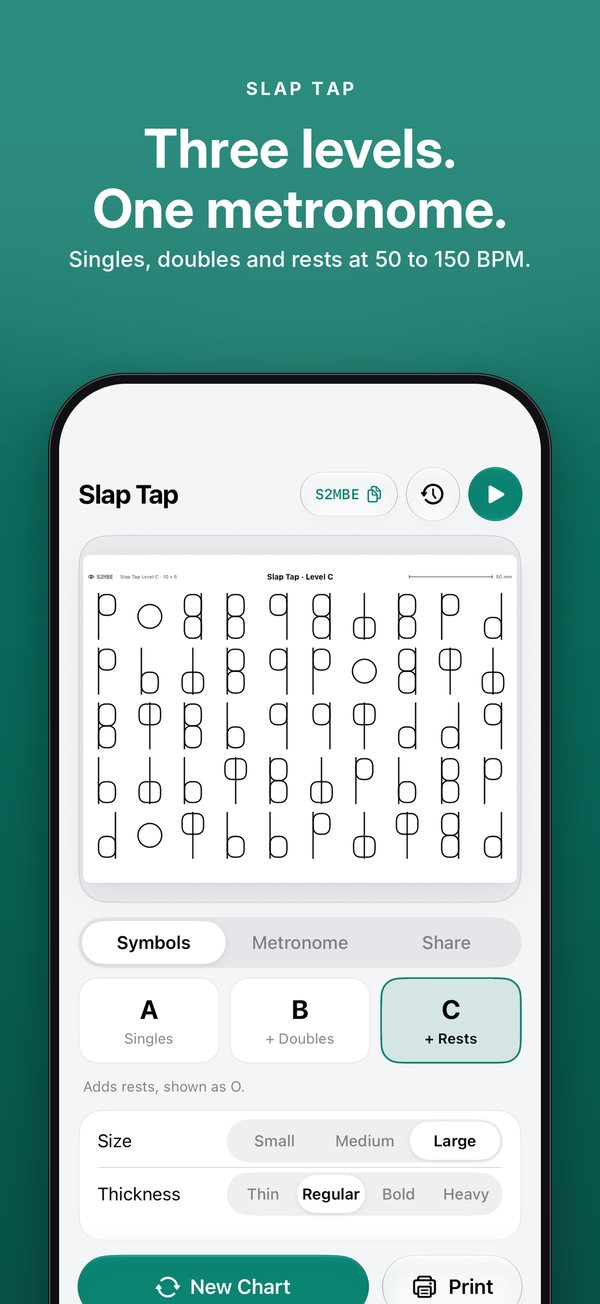 SLAP TAP
Three levels.
One metronome.
Singles, doubles and rests at 50 to 150 BPM.
Slap Tap
S2MBE
S2MBE Slap Tap Level C · 10 x 5 Slap Tap · Level C 50 mm
Symbols Metronome Share
A B C
Singles + Doubles + Rests
Adds rests, shown as O.
Size Small Medium Large
Thickness Thin Regular Bold Heavy
New Chart Print